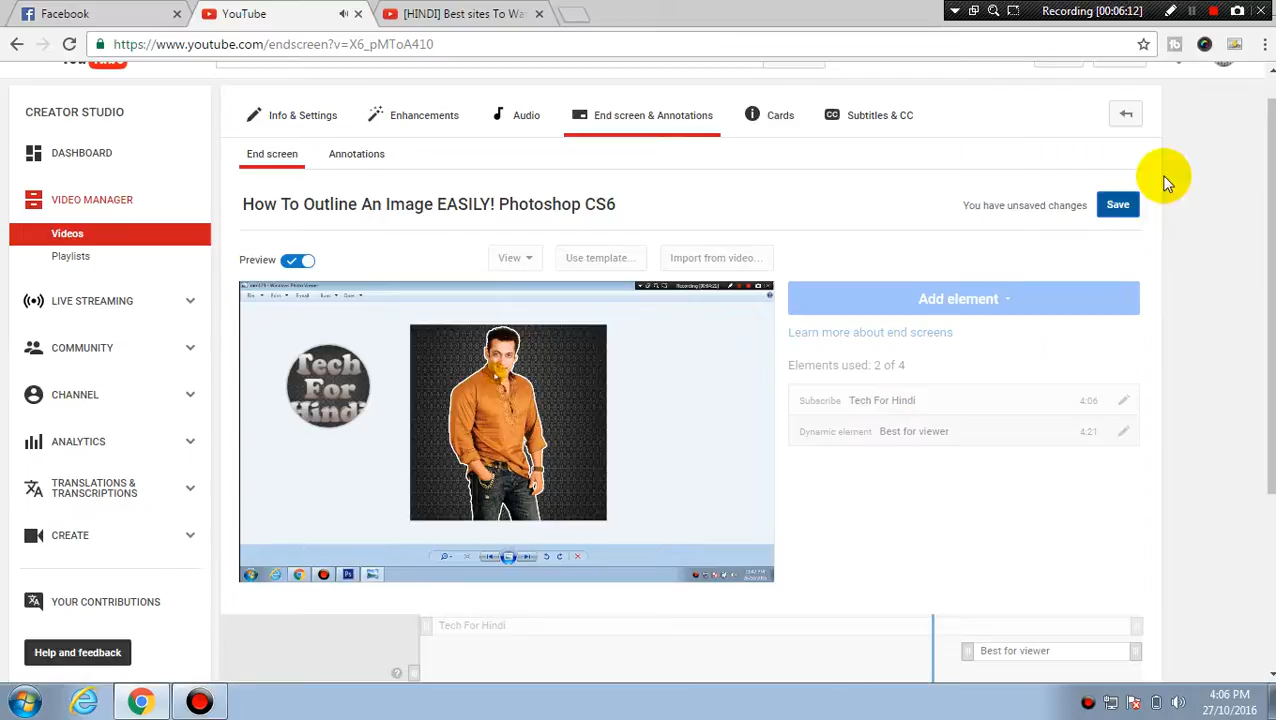 Facebook
YouTube
[HINDI] Best sites To Wa
Recording [00:06:12]
https://www.youtube.com/endscreen?v=X6_pMToA410
CREATOR STUDIO
DASHBOARD
VIDEO MANAGER
Videos
Playlists
LIVE STREAMING
COMMUNITY
CHANNEL
ANALYTICS
TRANSLATIONS &
TRANSCRIPTIONS
CREATE
YOUR CONTRIBUTIONS
Help and feedback
Info & Settings
Enhancements
Audio
End screen & Annotations
Cards
CC
Subtitles & CC
End screen
Annotations
How To Outline An Image EASILY! Photoshop CS6
You have unsaved changes
Save
Preview
View
Use template...
Import from video...
Tech
For
Hindi
Add element
Learn more about end screens
Elements used: 2 of 4
Subscribe Tech For Hindi 4:06
Dynamic element Best for viewer 4:21
Tech For Hindi
Best for viewer
4:06 PM
27/10/2016